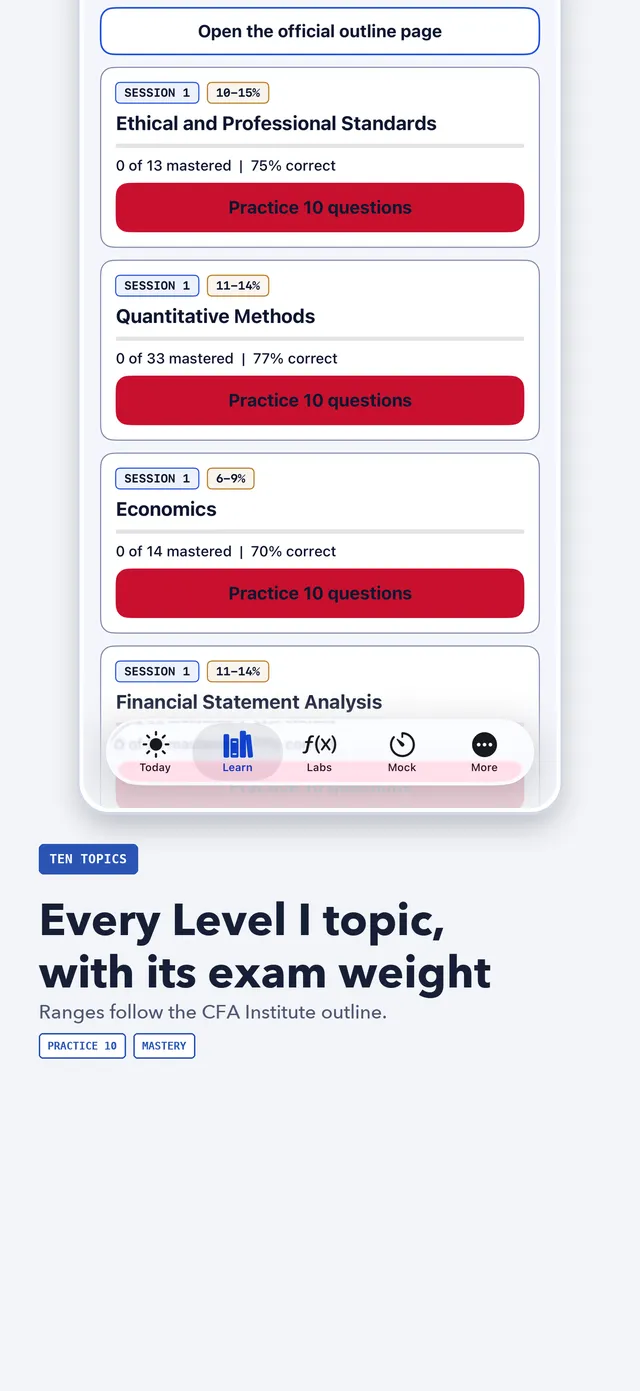 Open the official outline page
SESSION 1 10–15%
Ethical and Professional Standards
0 of 13 mastered | 75% correct
Practice 10 questions
SESSION 1 11–14%
Quantitative Methods
0 of 33 mastered | 77% correct
Practice 10 questions
SESSION 1 6–9%
Economics
0 of 14 mastered | 70% correct
Practice 10 questions
SESSION 1 11–14%
Financial Statement Analysis
Today Learn f(x) Labs Mock More
TEN TOPICS
Every Level I topic,
with its exam weight
Ranges follow the CFA Institute outline.
PRACTICE 10 MASTERY